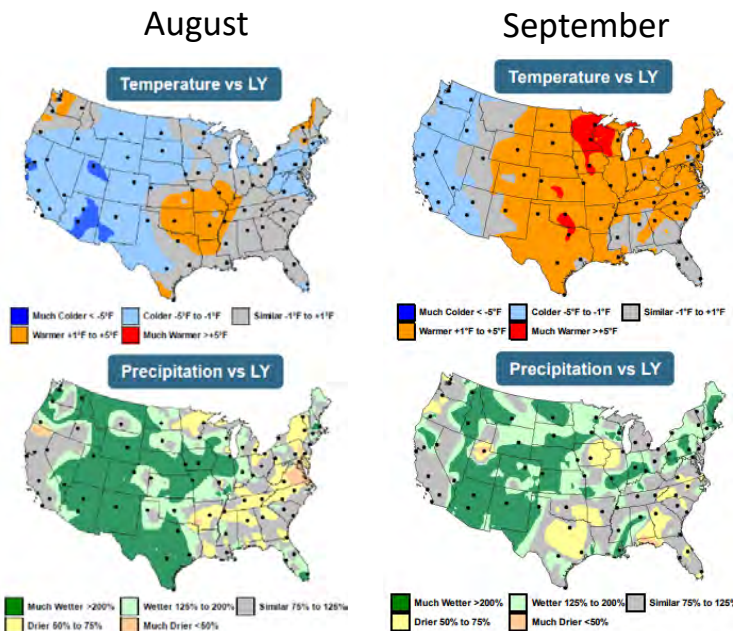 August
September
Temperature vs LY
Temperature vs LY
Much Colder < -5°F
Colder -5°F to -1°F
Similar -1°F to +1°F
Warmer +1°F to +5°F
Much Warmer >+5°F
Much Colder < -5°F
Colder -5°F to -1°F
Similar -1°F to +1°F
Warmer +1°F to +5°F
Much Warmer >+5°F
Precipitation vs LY
Precipitation vs LY
Much Wetter >200%
Wetter 125% to 200%
Similar 75% to 125%
Drier 50% to 75%
Much Drier <50%
Much Wetter >200%
Wetter 125% to 200%
Similar 75% to 125%
Drier 50% to 75%
Much Drier <50%